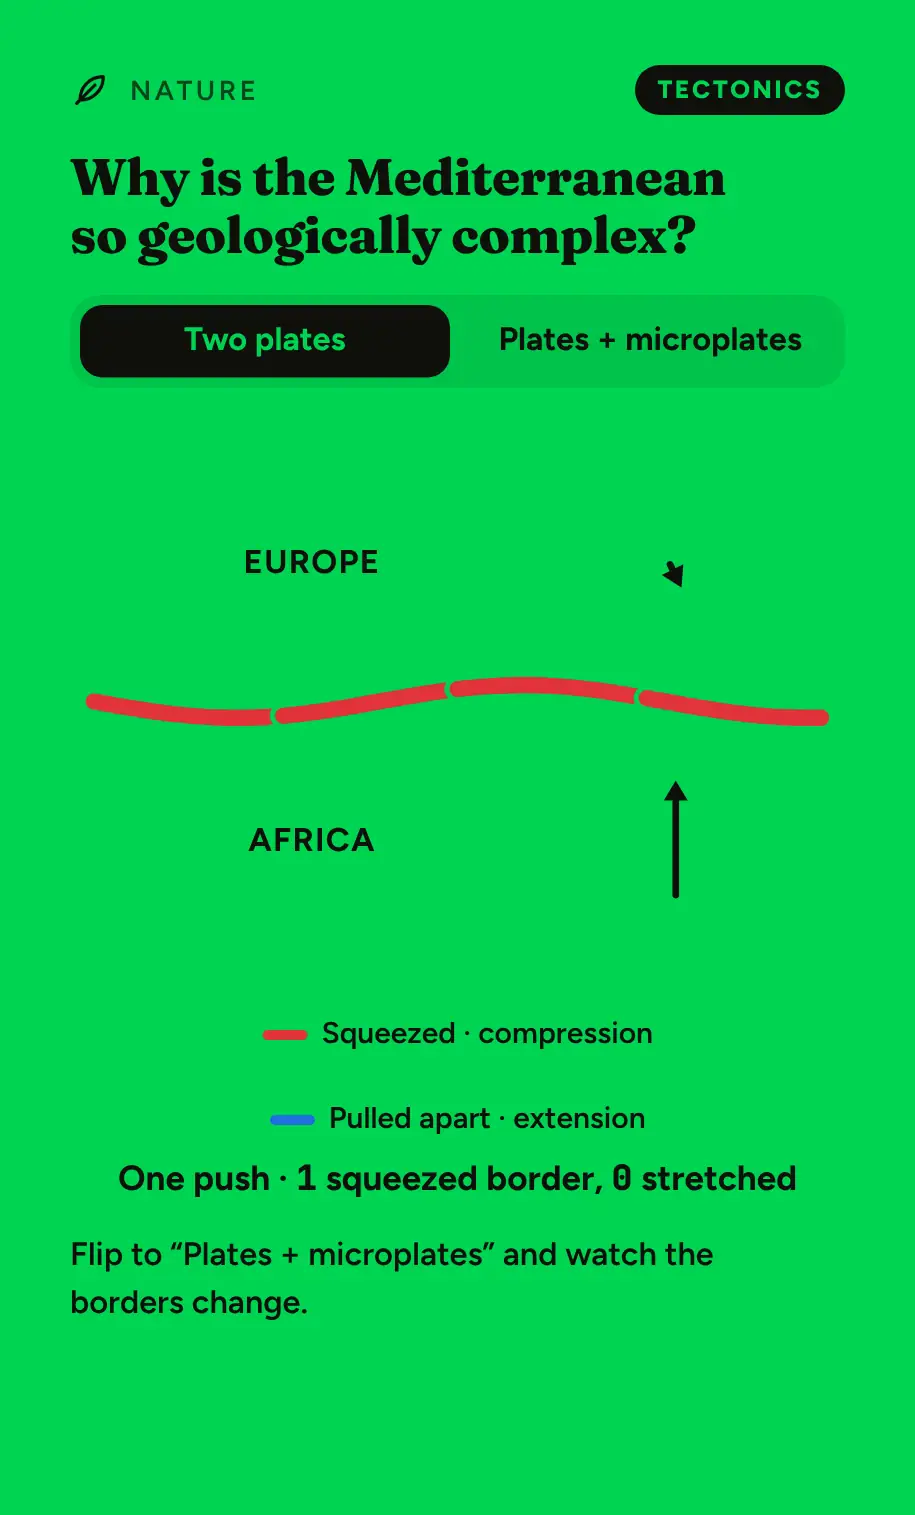 NATURE
TECTONICS
Why is the Mediterranean
so geologically complex?
Two plates
Plates + microplates
EUROPE
AFRICA
Squeezed · compression
Pulled apart · extension
One push · 1 squeezed border, 0 stretched
Flip to “Plates + microplates” and watch the
borders change.